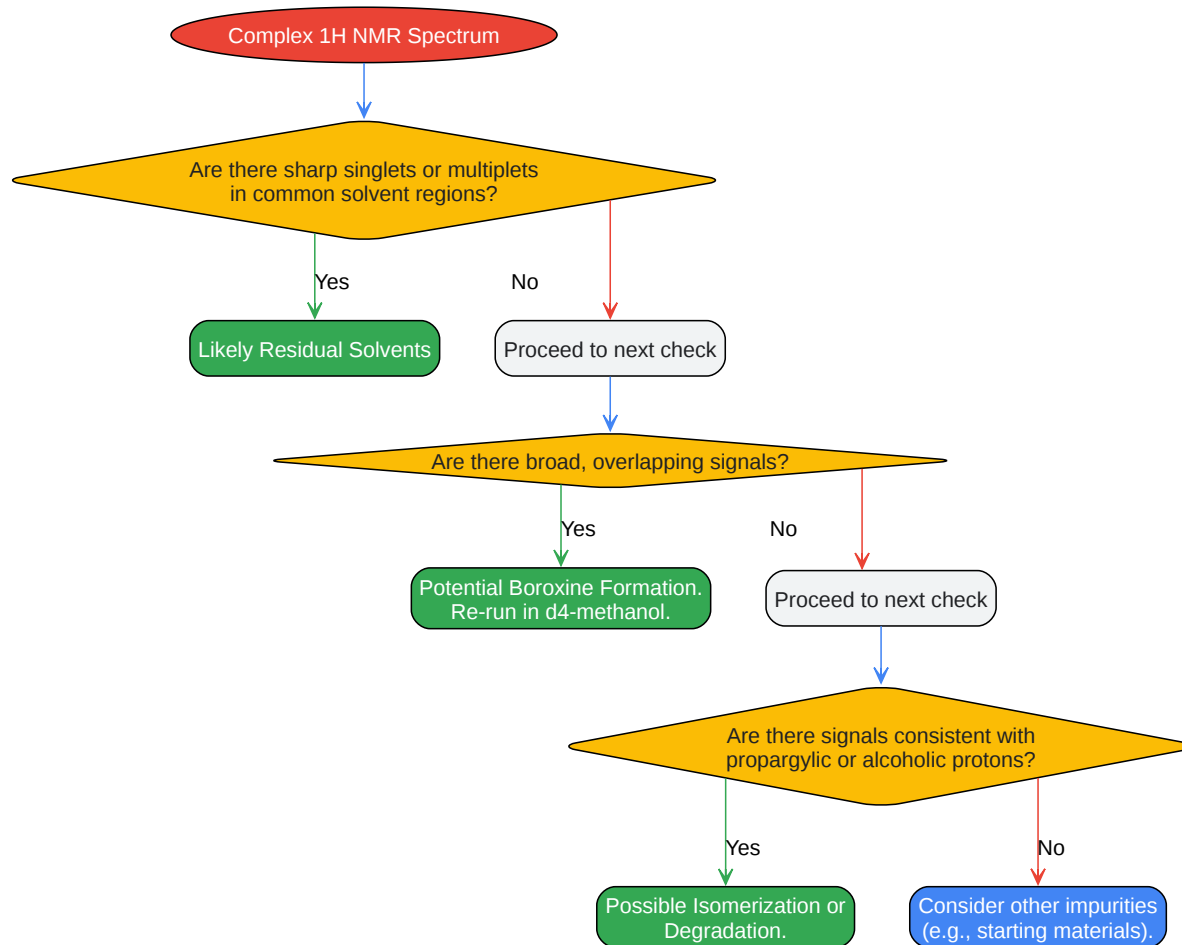 Complex 1H NMR Spectrum
Are there sharp singlets or multiplets
in common solvent regions?
Yes
No
Likely Residual Solvents
Proceed to next check
Are there broad, overlapping signals?
Yes
No
Potential Boroxine Formation.
Re-run in d4-methanol.
Proceed to next check
Are there signals consistent with
propargylic or alcoholic protons?
Yes
No
Possible Isomerization or
Degradation.
Consider other impurities
(e.g., starting materials).